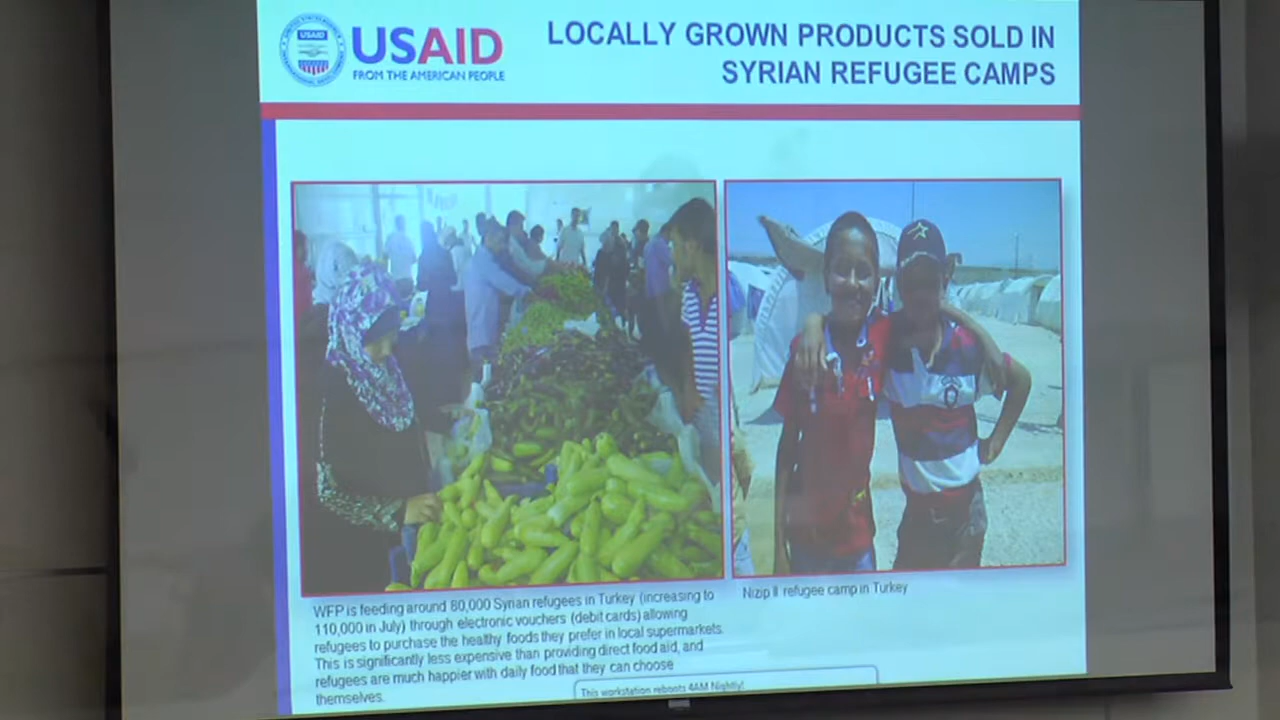 USAID
USAID
FROM THE AMERICAN PEOPLE
LOCALLY GROWN PRODUCTS SOLD IN
SYRIAN REFUGEE CAMPS
WFP is feeding around 80,000 Syrian refugees in Turkey (increasing to
110,000 in July) through electronic vouchers (debit cards) allowing
refugees to purchase the healthy foods they prefer in local supermarkets.
This is significantly less expensive than providing direct food aid, and
refugees are much happier with daily food that they can choose
themselves.
Nizip II refugee camp in Turkey
This workstation reboots 4AM Nightly!